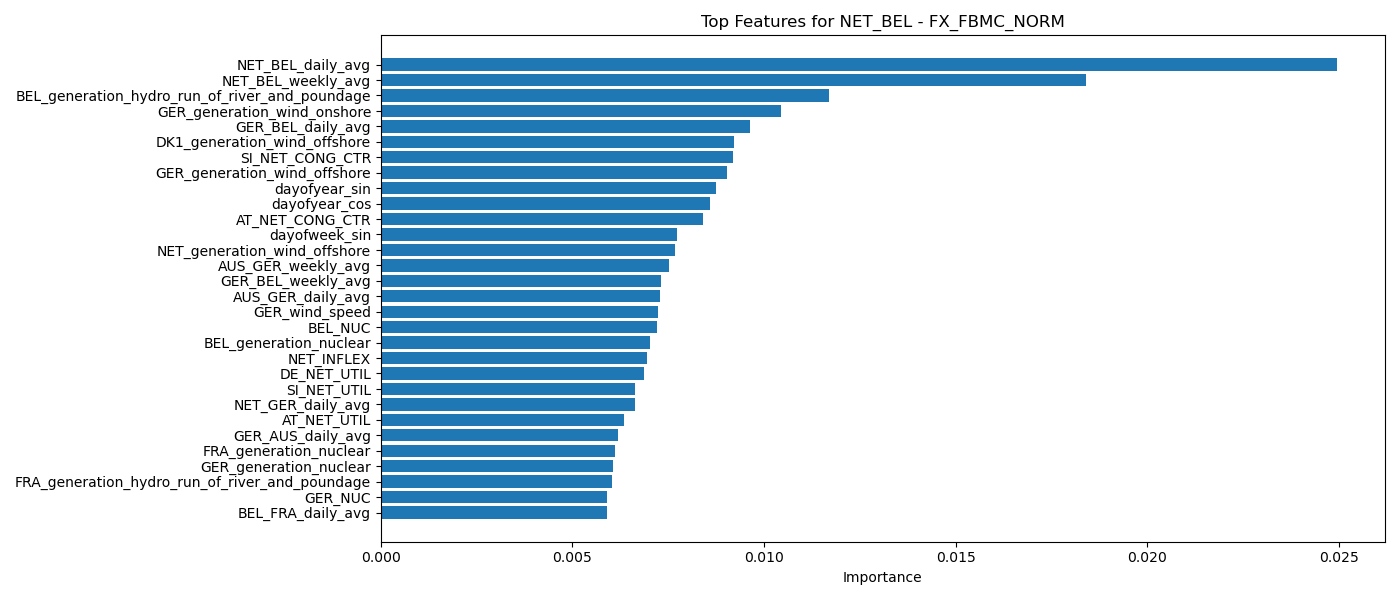 Top Features for NET_BEL - FX_FBMC_NORM
NET_BEL_daily_avg
NET_BEL_weekly_avg
BEL_generation_hydro_run_of_river_and_poundage
GER_generation_wind_onshore
GER_BEL_daily_avg
DK1_generation_wind_offshore
SI_NET_CONG_CTR
GER_generation_wind_offshore
dayofyear_sin
dayofyear_cos
AT_NET_CONG_CTR
dayofweek_sin
NET_generation_wind_offshore
AUS_GER_weekly_avg
GER_BEL_weekly_avg
AUS_GER_daily_avg
GER_wind_speed
BEL_NUC
BEL_generation_nuclear
NET_INFLEX
DE_NET_UTIL
SI_NET_UTIL
NET_GER_daily_avg
AT_NET_UTIL
GER_AUS_daily_avg
FRA_generation_nuclear
GER_generation_nuclear
FRA_generation_hydro_run_of_river_and_poundage
GER_NUC
BEL_FRA_daily_avg
0.000 0.005 0.010 0.015 0.020 0.025
Importance